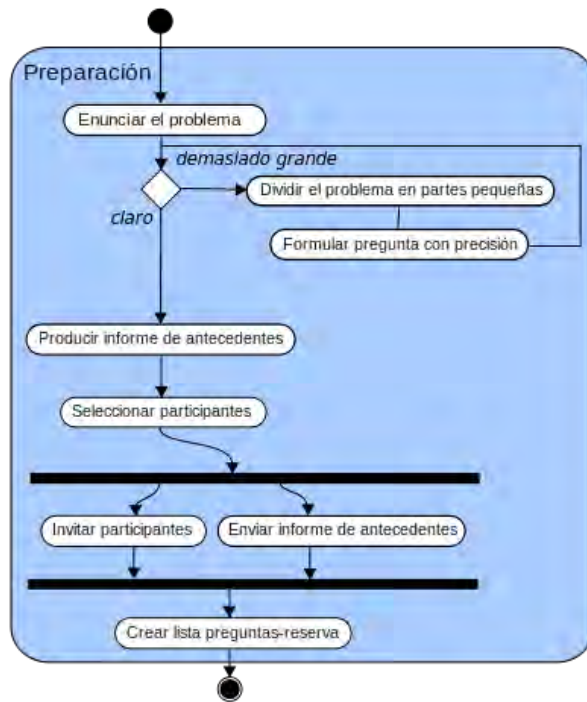 Preparación
Enunciar el problema
demaslado grande
Dividir el problema en partes pequeñas
claro
Formular pregunta con precisión
Producir informe de antecedentes
Seleccionar participantes
Invitar participantes
Enviar informe de antecedentes
Crear lista preguntas-reserva